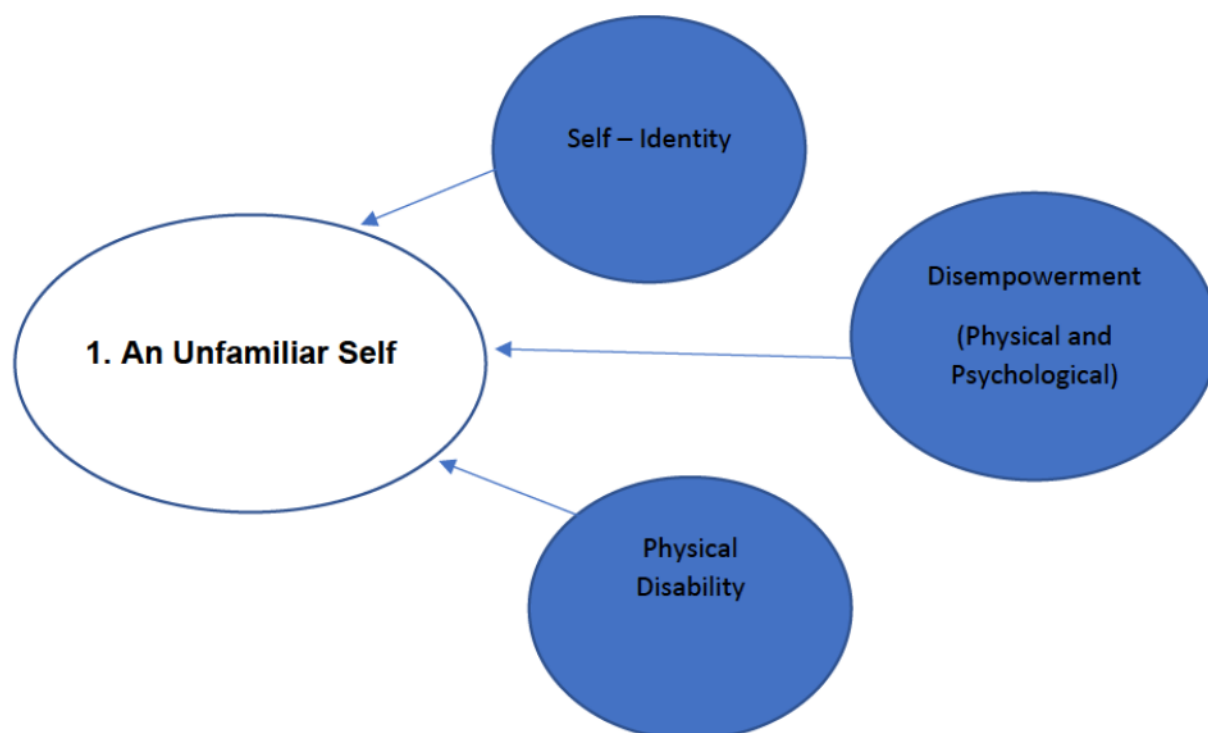 Self – Identity
Disempowerment
(Physical and
Psychological)
1. An Unfamiliar Self
Physical
Disability